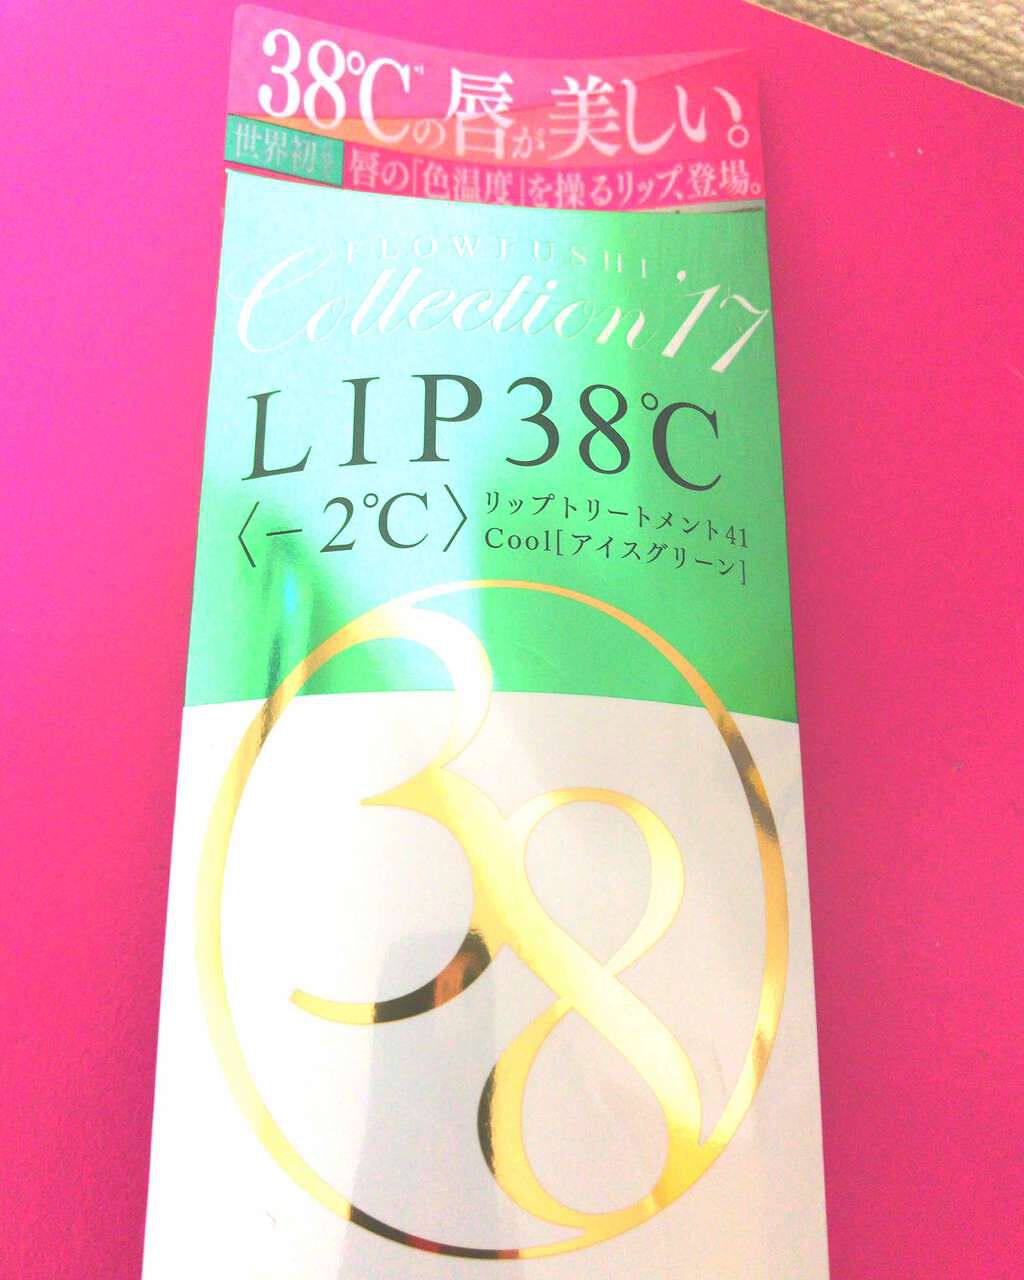 38℃の唇が美しい。
世界初 唇の「色温度」を操るリップ、登場。
FLOWFUSHI
Collection '17
LIP38℃
〈-2℃〉
リップトリートメント41
Cool[アイスグリーン]
38